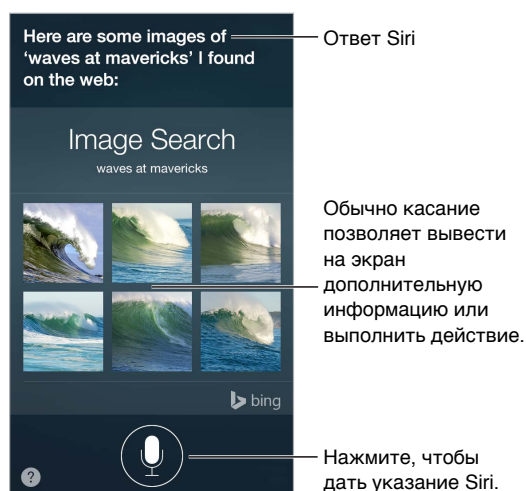 Here are some images of
‘waves at mavericks’ I found
on the web:
Ответ Siri
Image Search
waves at mavericks
Обычно касание
позволяет вывести
на экран
дополнительную
информацию или
выполнить действие.
bing
?
Нажмите, чтобы
дать указание Siri.